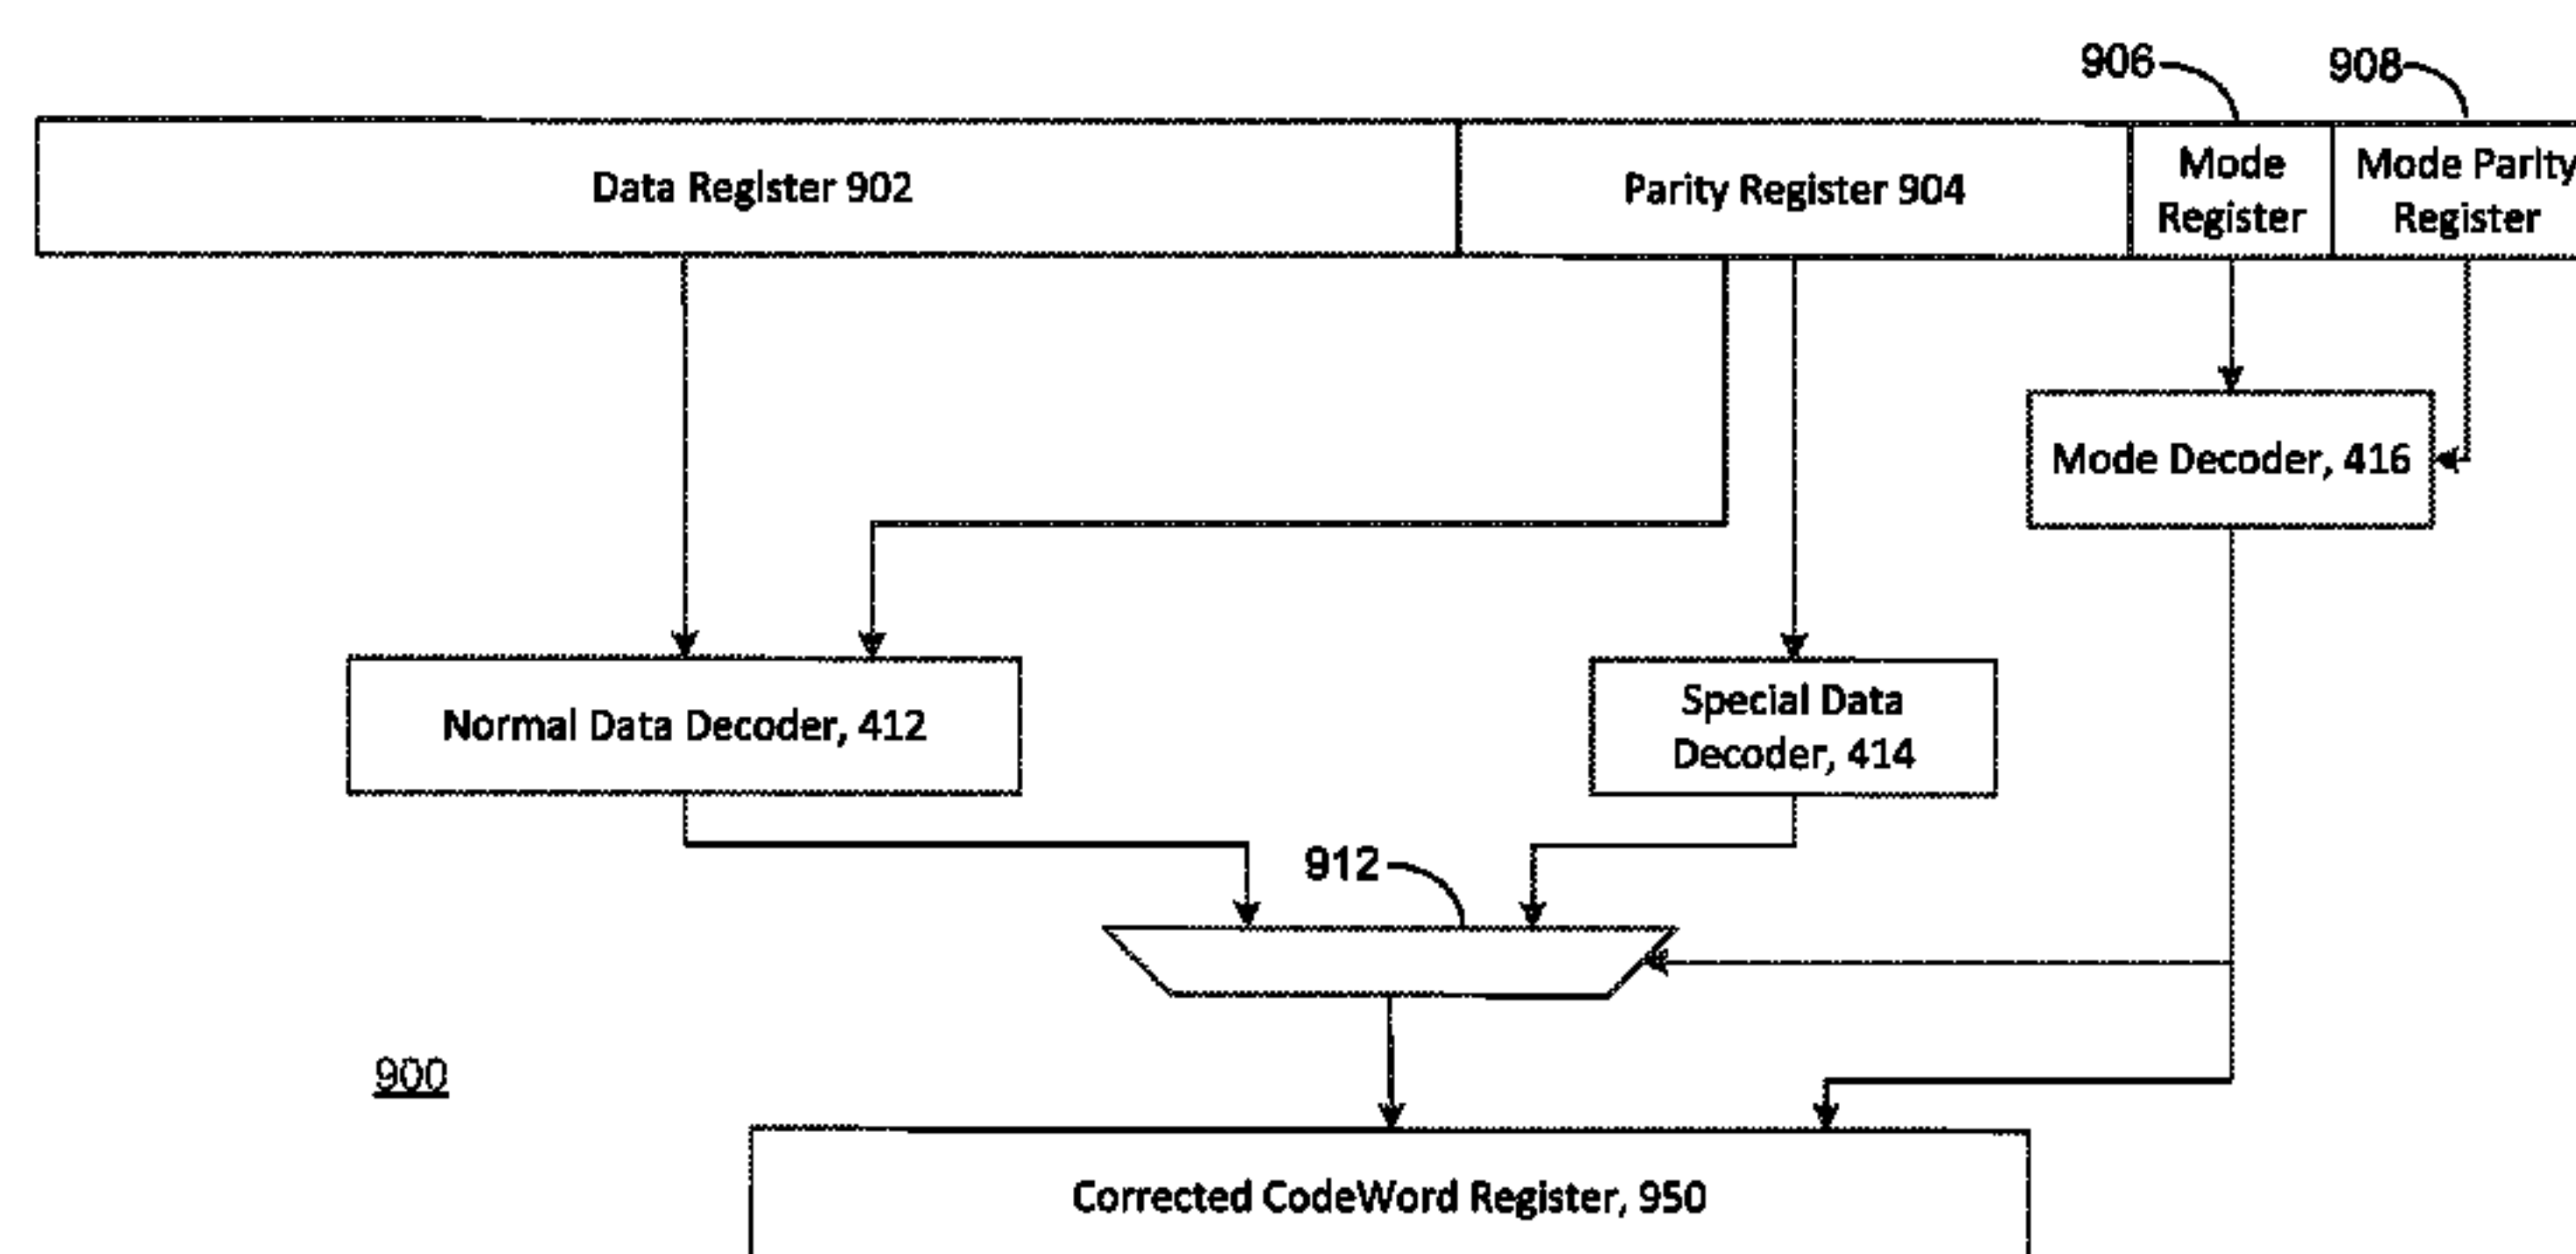 906
908
Data Register 902
Parity Register 904
Mode
Register
Mode Parity
Register
Mode Decoder, 416
Normal Data Decoder, 412
Special Data
Decoder, 414
912
900
Corrected CodeWord Register, 950